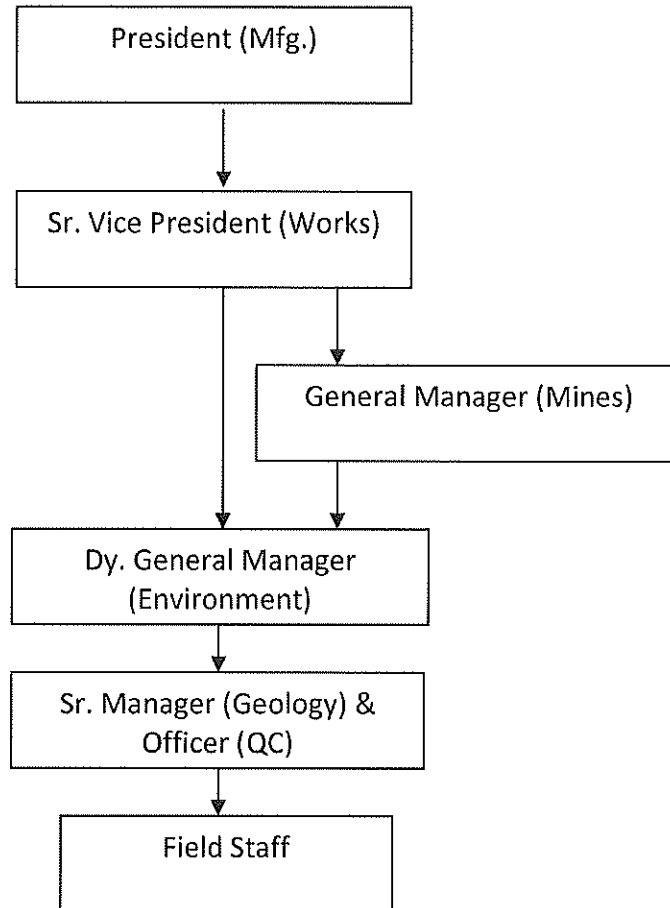 President (Mfg.)
Sr. Vice President (Works)
General Manager (Mines)
Dy. General Manager
(Environment)
Sr. Manager (Geology) &
Officer (QC)
Field Staff